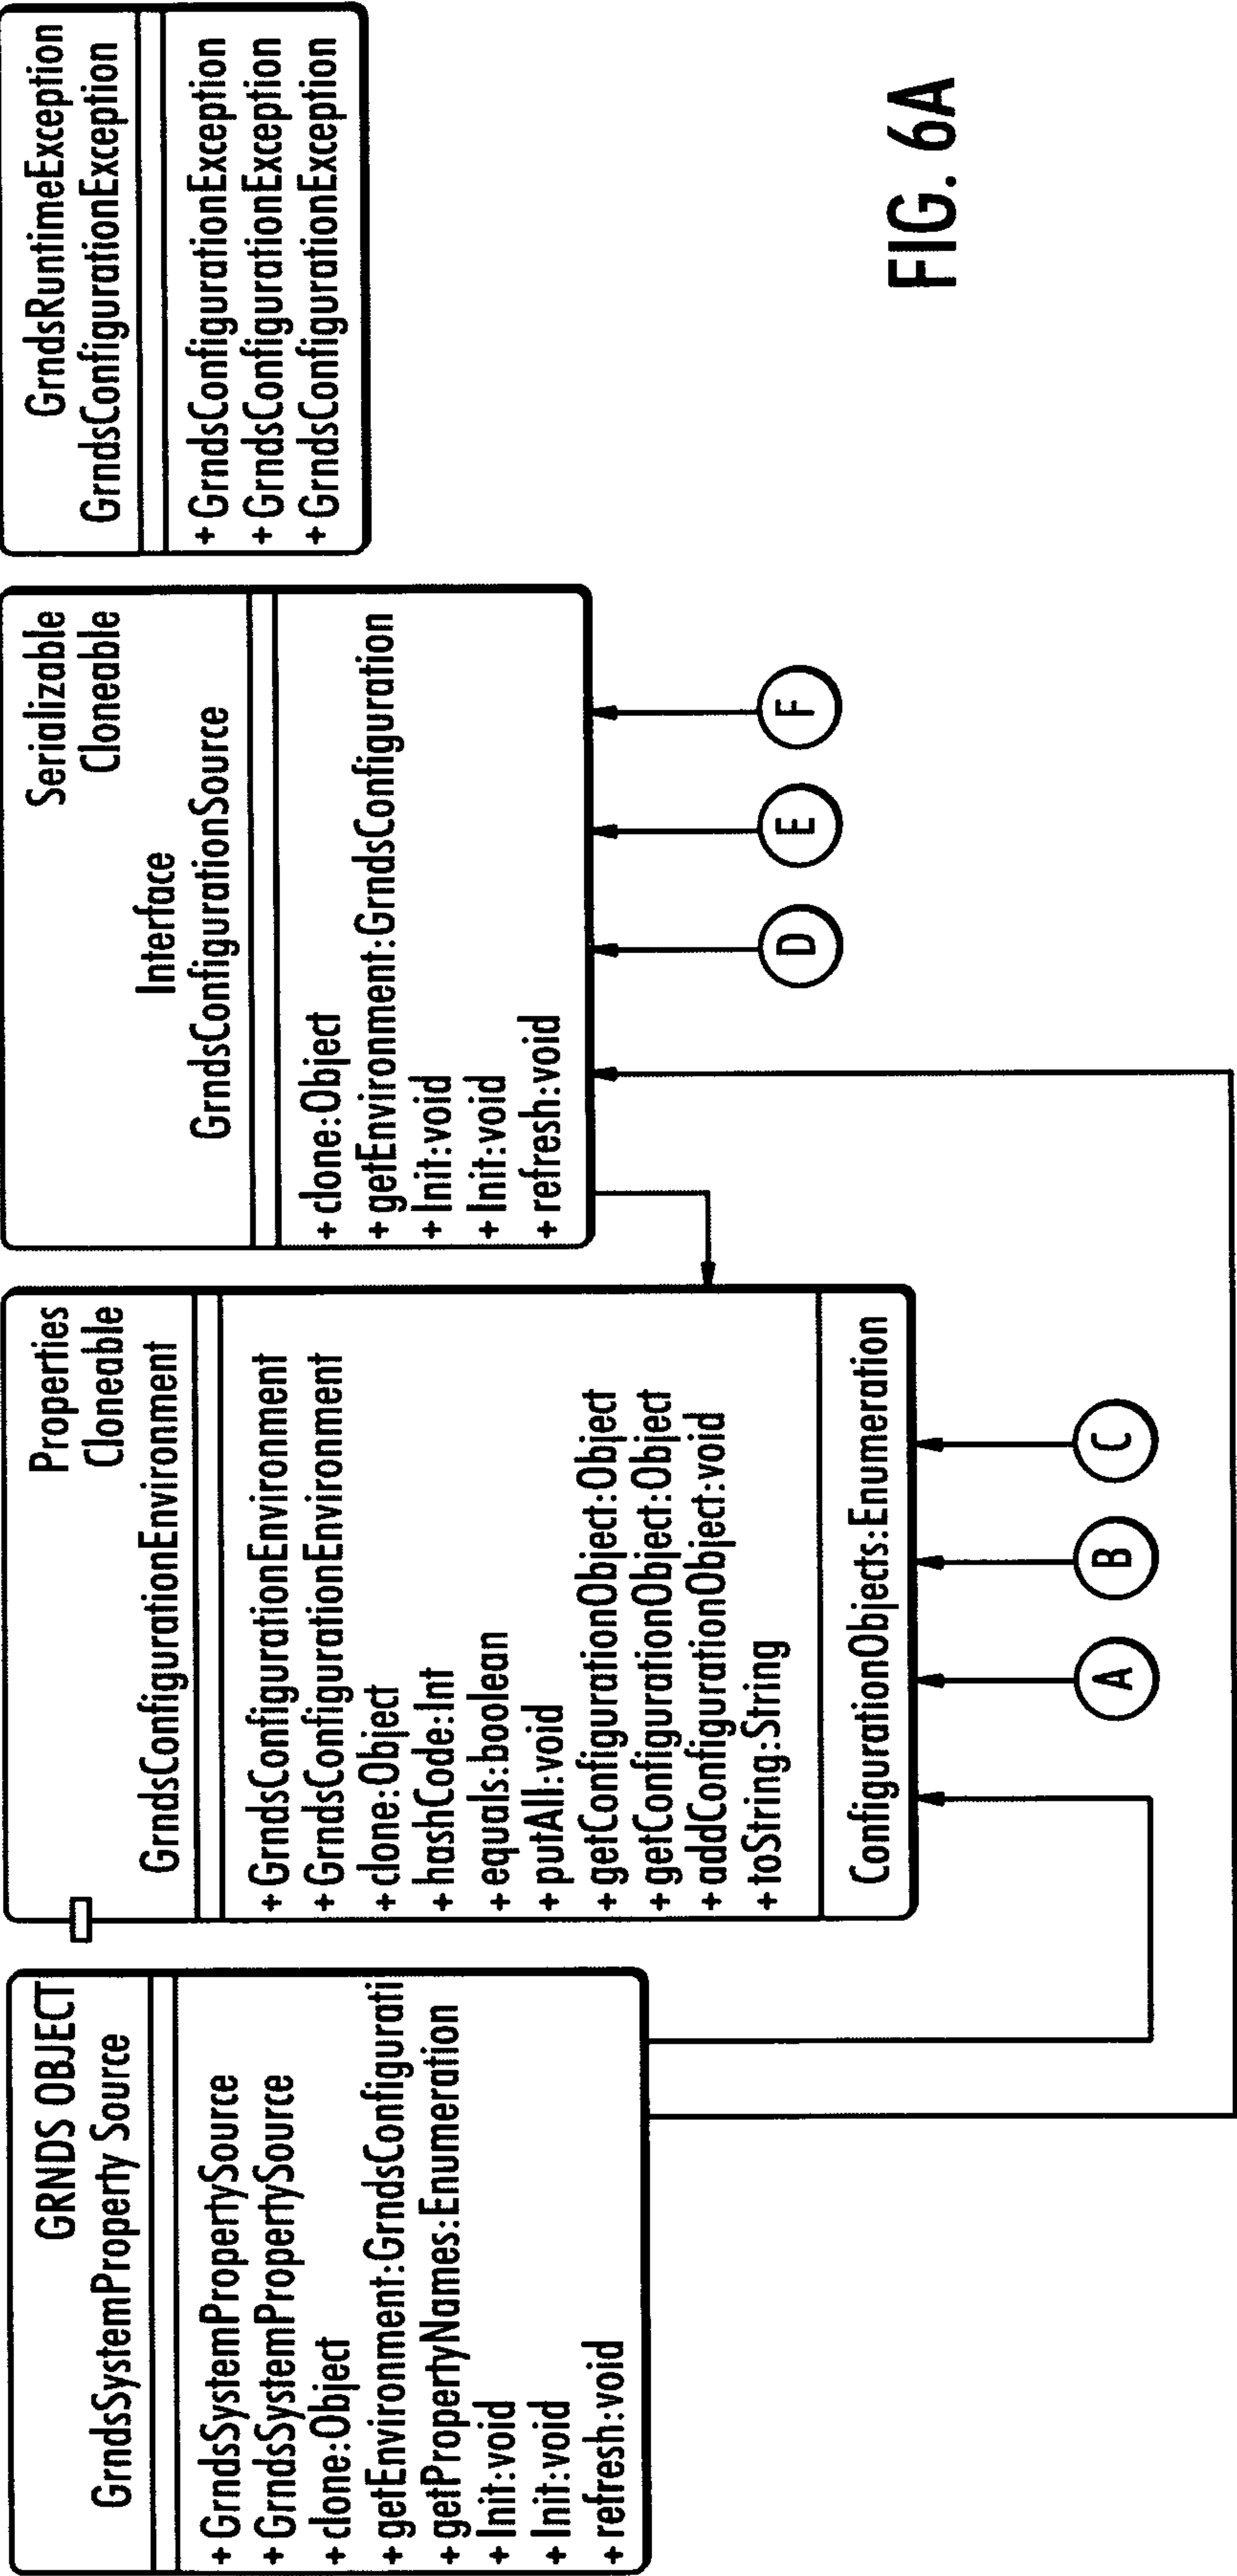 GRNDS OBJECT
GrndsSystemProperty Source
+ GrndsSystemPropertySource
+ GrndsSystemPropertySource
+ clone:Object
+ getEnvironment:GrndsConfigurati
+ getPropertyNames:Enumeration
+ Init:void
+ Init:void
+ refresh:void
Properties
Cloneable
GrndsConfigurationEnvironment
+ GrndsConfigurationEnvironment
+ GrndsConfigurationEnvironment
+ clone:Object
+ hashCode:Int
+ equals:boolean
+ putAll:void
+ getConfigurationObject:Object
+ getConfigurationObject:Object
+ addConfigurationObject:void
+ toString:String
ConfigurationObjects:Enumeration
A
B
C
Serializable
Cloneable
Interface
GrndsConfigurationSource
+ clone:Object
+ getEnvironment:GrndsConfiguration
+ Init:void
+ Init:void
+ refresh:void
D
E
F
GrndsRuntimeException
GrndsConfigurationException
+ GrndsConfigurationException
+ GrndsConfigurationException
+ GrndsConfigurationException
FIG. 6A